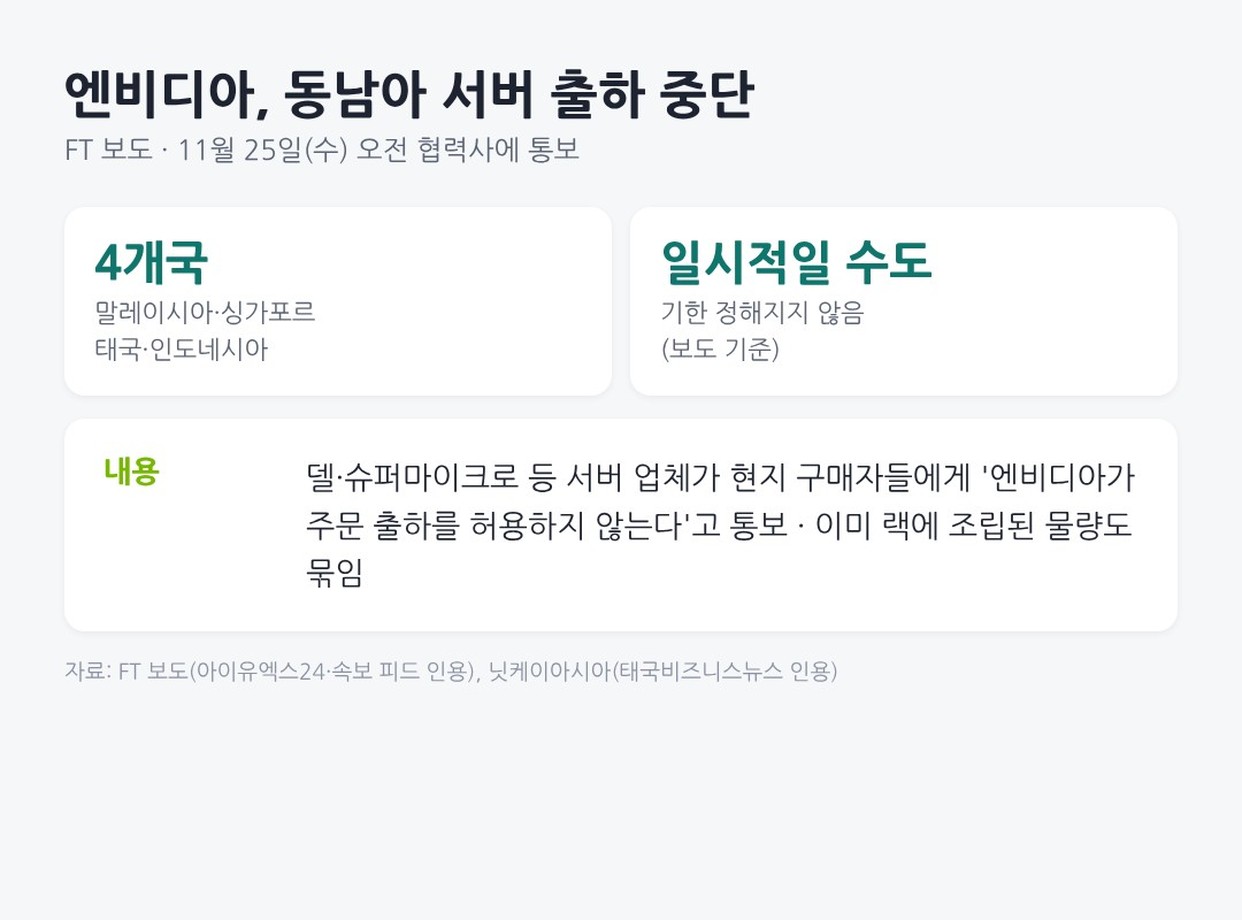 엔비디아, 동남아 서버 출하 중단
FT 보도 · 11월 25일(수) 오전 협력사에 통보
4개국
말레이시아·싱가포르
태국·인도네시아
일시적일 수도
기한 정해지지 않음
(보도 기준)
내용
델·슈퍼마이크로 등 서버 업체가 현지 구매자들에게 '엔비디아가
주문 출하를 허용하지 않는다'고 통보 · 이미 랙에 조립된 물량도
묶임
자료: FT 보도(아이유엑스24·속보 피드 인용), 닛케이아시아(태국비즈니스뉴스 인용)